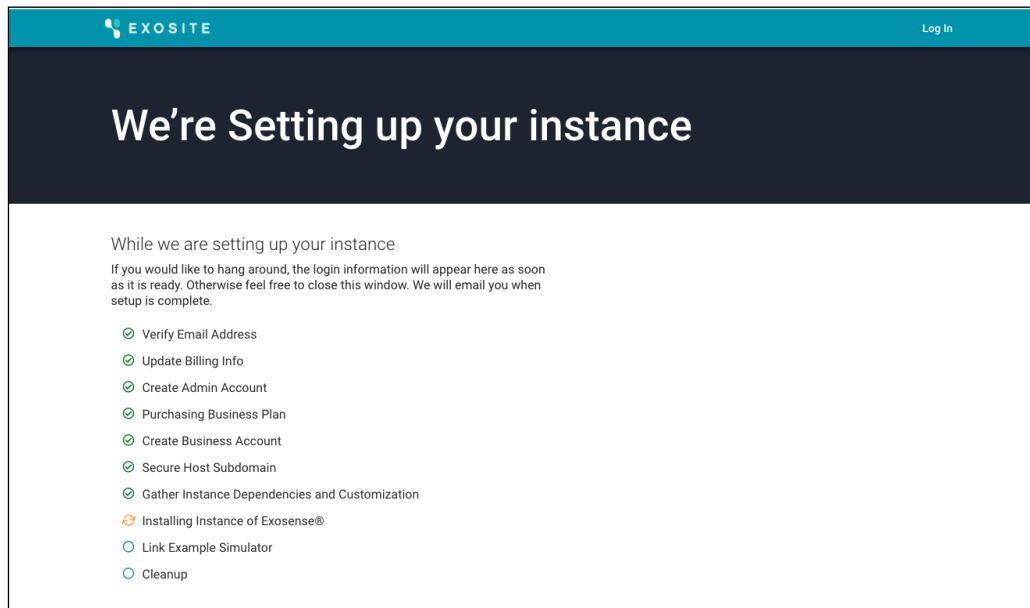 EXOSITE
Log In
We’re Setting up your instance
While we are setting up your instance
If you would like to hang around, the login information will appear here as soon
as it is ready. Otherwise feel free to close this window. We will email you when
setup is complete.
Verify Email Address
Update Billing Info
Create Admin Account
Purchasing Business Plan
Create Business Account
Secure Host Subdomain
Gather Instance Dependencies and Customization
Installing Instance of Exosense®
Link Example Simulator
Cleanup